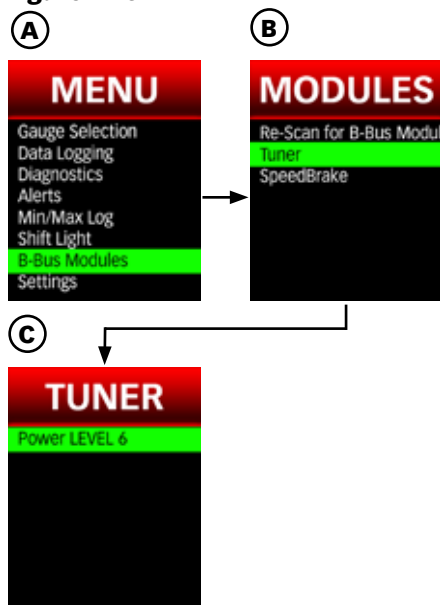 A
MENU
Gauge Selection
Data Logging
Diagnostics
Alerts
Min/Max Log
Shift Light
B-Bus Modules
Settings
B
MODULES
Re-Scan for B-Bus Modul
Tuner
SpeedBrake
C
TUNER
Power LEVEL 6